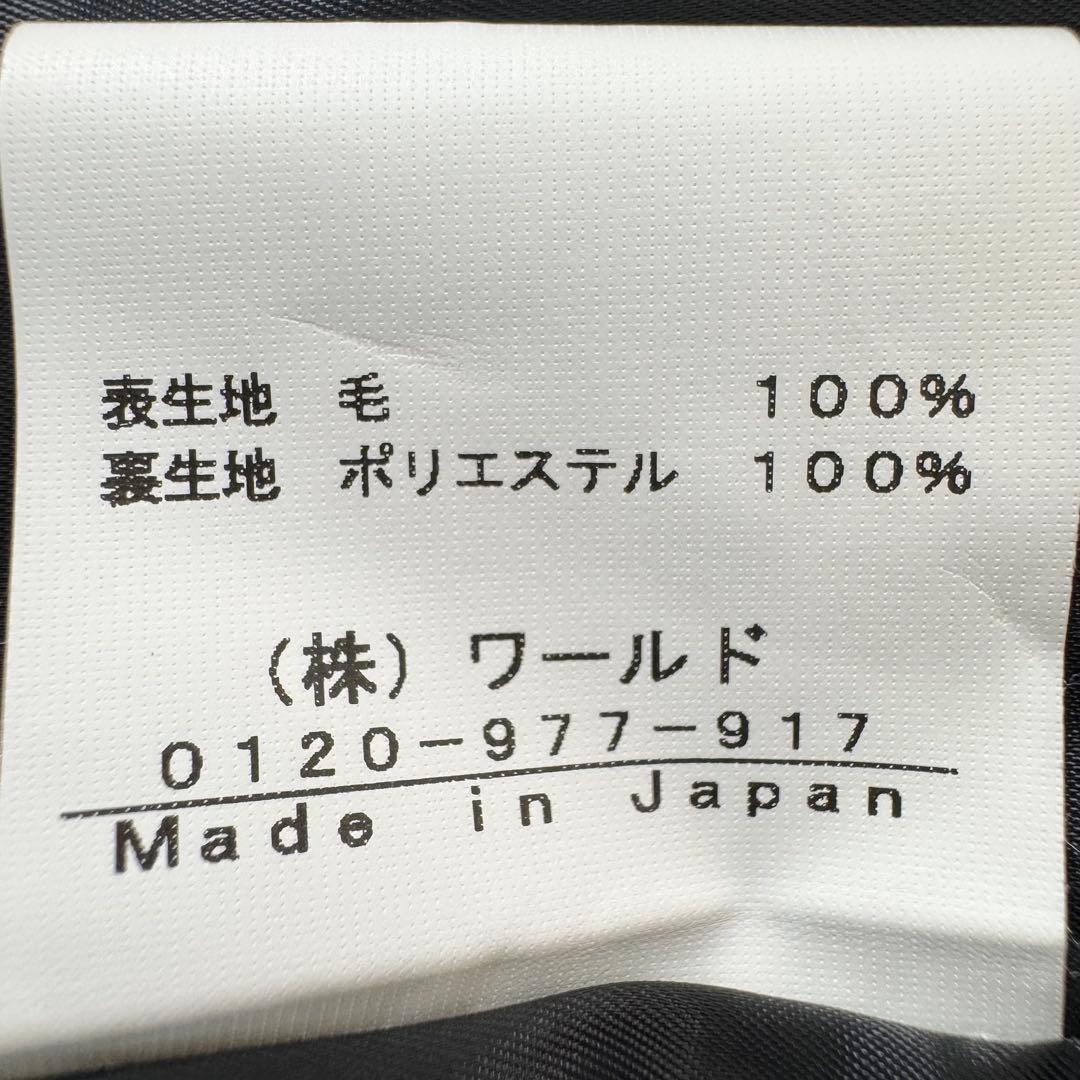 表生地 毛 100%
裏生地 ポリエステル 100%
(株)ワールド
0120-977-917
Made in Japan